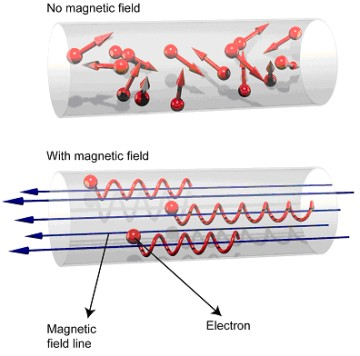 No magnetic field
With magnetic field
Magnetic
field line
Electron